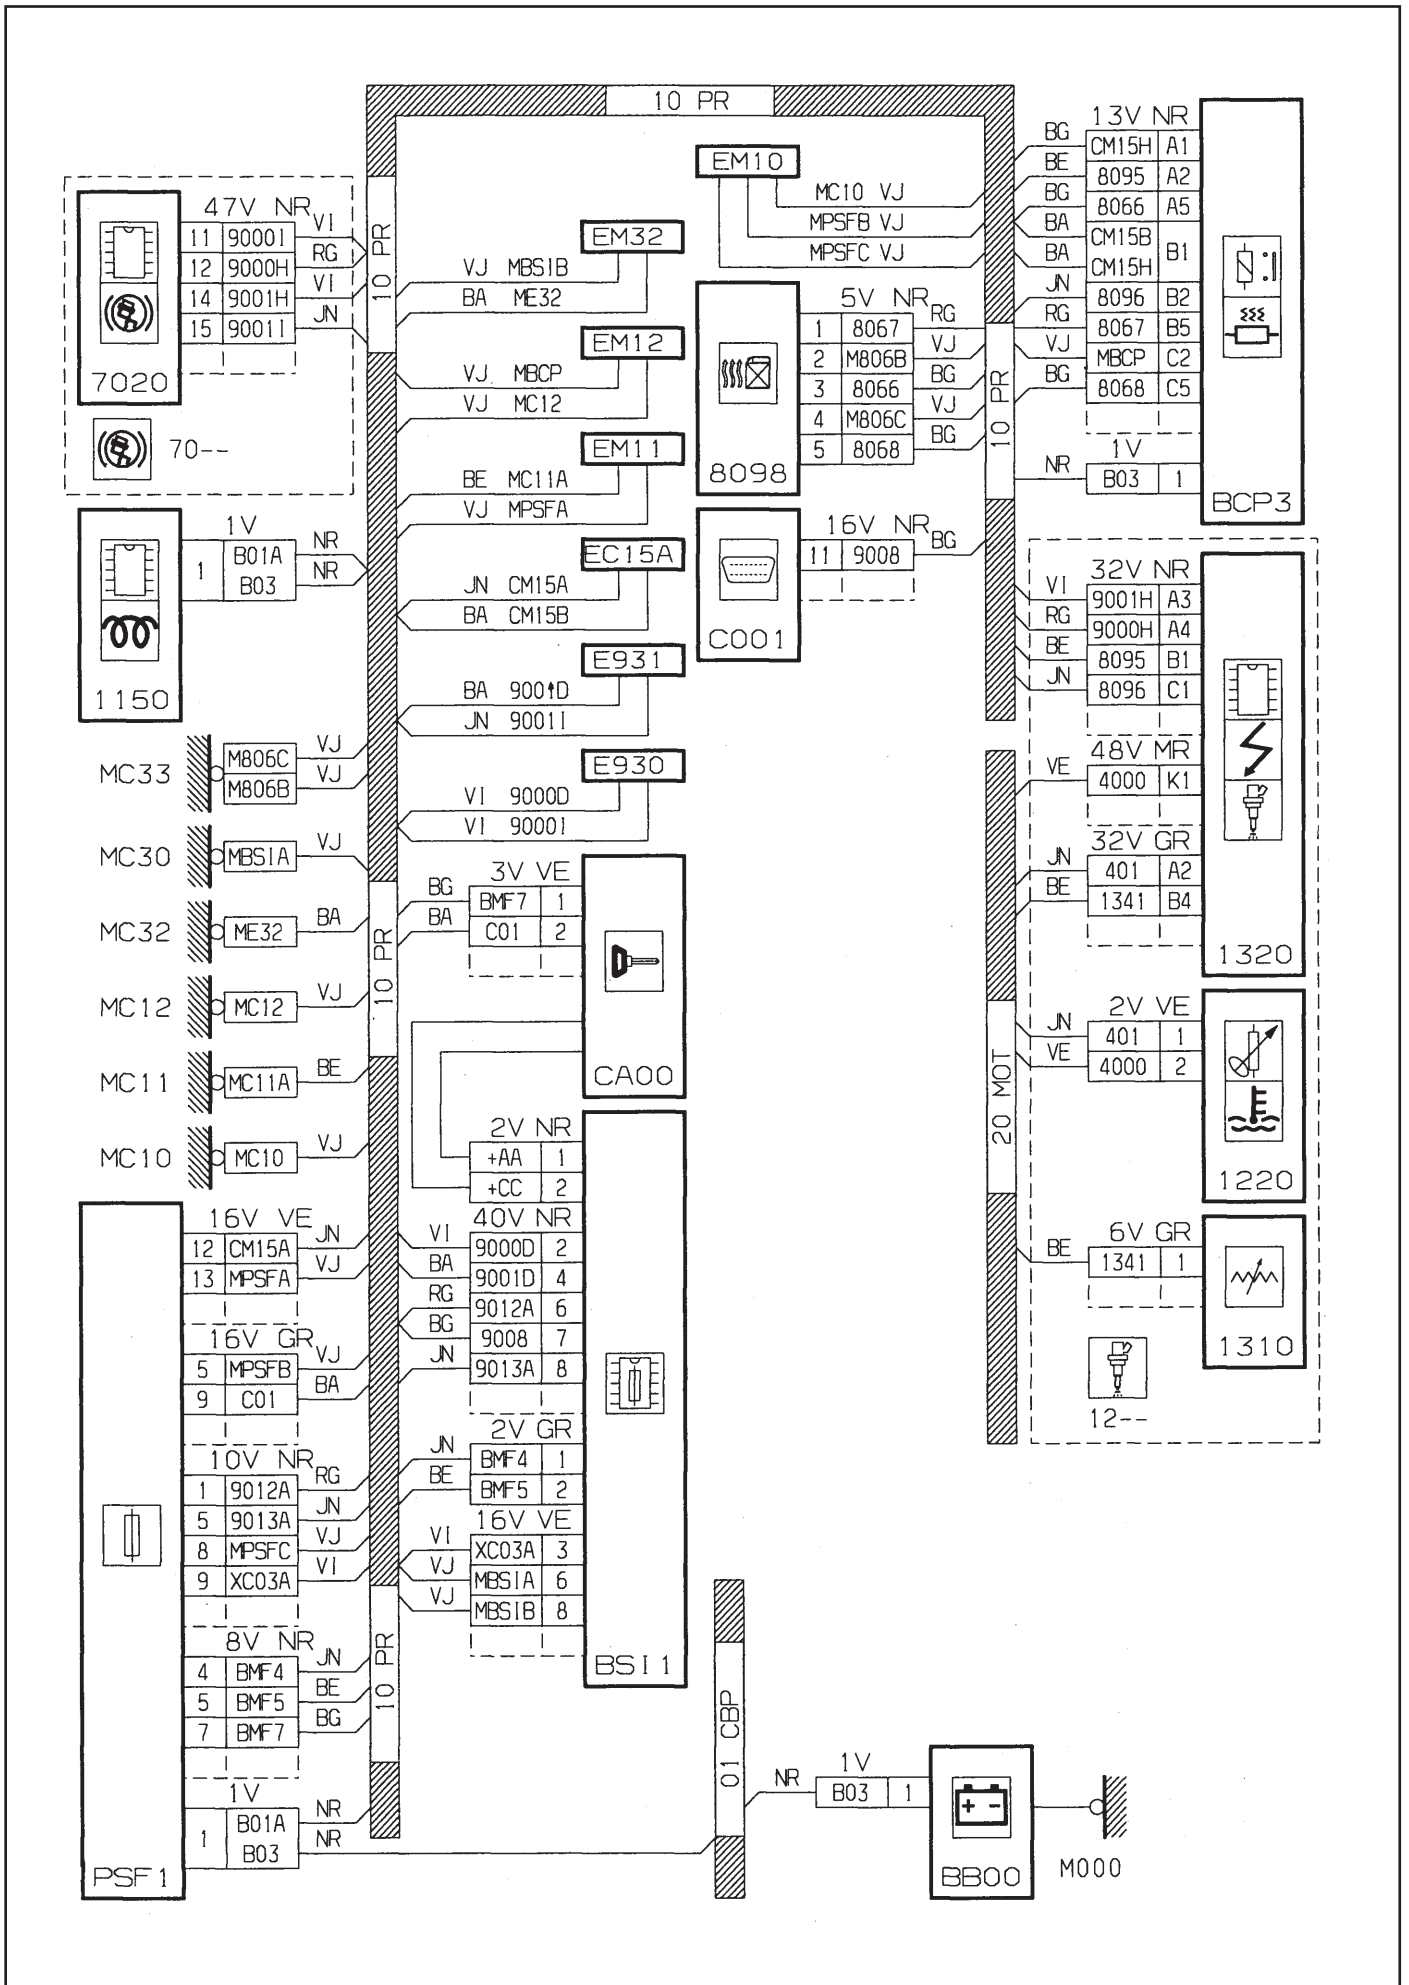 10 PR
47V NR
11 9000I VI
12 9000H RG
14 9001H VI
15 9001I JN
7020
70--
10 PR
1V
1 B01A NR
B03 NR
1150
MC33 M806C VJ
M806B VJ
MC30 MBSIA VJ
MC32 ME32 BA
MC12 MC12 VJ
MC11 MC11A BE
MC10 MC10 VJ
10 PR
16V VE
12 CM15A JN
13 MPSFA VJ
16V GR
5 MPSFB VJ
9 C01 BA
10V NR
1 9012A RG
5 9013A JN
8 MPSFC VJ
9 XC03A VI
8V NR
4 BMF4 JN
5 BMF5 BE
7 BMF7 BG
1V
1 B01A NR
B03 NR
PSF1
10 PR
EM32
VJ MBSIB
BA ME32
EM12
VJ MBCP
VJ MC12
EM11
BE MC11A
VJ MPSFA
EC15A
JN CM15A
BA CM15B
E931
BA 9001D
JN 9001I
E930
VI 9000D
VI 9000I
3V VE
BG BMF7 1
BA C01 2
CA00
2V NR
+AA 1
+CC 2
40V NR
VI 9000D 2
BA 9001D 4
RG 9012A 6
BG 9008 7
JN 9013A 8
2V GR
JN BMF4 1
BE BMF5 2
16V VE
VI XC03A 3
VJ MBSIA 6
VJ MBSIB 8
BSI1
EM10
MC10 VJ
MPSFB VJ
MPSFC VJ
5V NR
1 8067 RG
2 M806B VJ
3 8066 BG
4 M806C VJ
5 8068 BG
8098
16V NR
11 9008 BG
C001
10 PR
13V NR
BG CM15H A1
BE 8095 A2
BG 8066 A5
BA CM15B B1
BA CM15H
JN 8096 B2
RG 8067 B5
VJ MBCP C2
BG 8068 C5
1V
NR B03 1
BCP3
32V NR
VI 9001H A3
RG 9000H A4
BE 8095 B1
JN 8096 C1
48V MR
VE 4000 K1
32V GR
JN 401 A2
BE 1341 B4
1320
20 MOT
2V VE
JN 401 1
VE 4000 2
1220
6V GR
BE 1341 1
1310
12--
01 CBP
1V
NR B03 1
+ -
BB00
M000